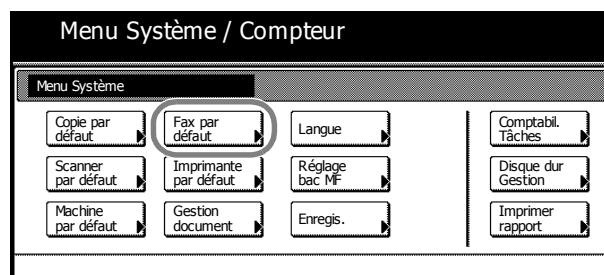 Menu Système / Compteur
Menu Système
Copie par
défaut
Fax par
défaut
Langue
Comptabil.
Tâches
Scanner
par défaut
Imprimante
par défaut
Réglage
bac MF
Disque dur
Gestion
Machine
par défaut
Gestion
document
Enregis.
Imprimer
rapport